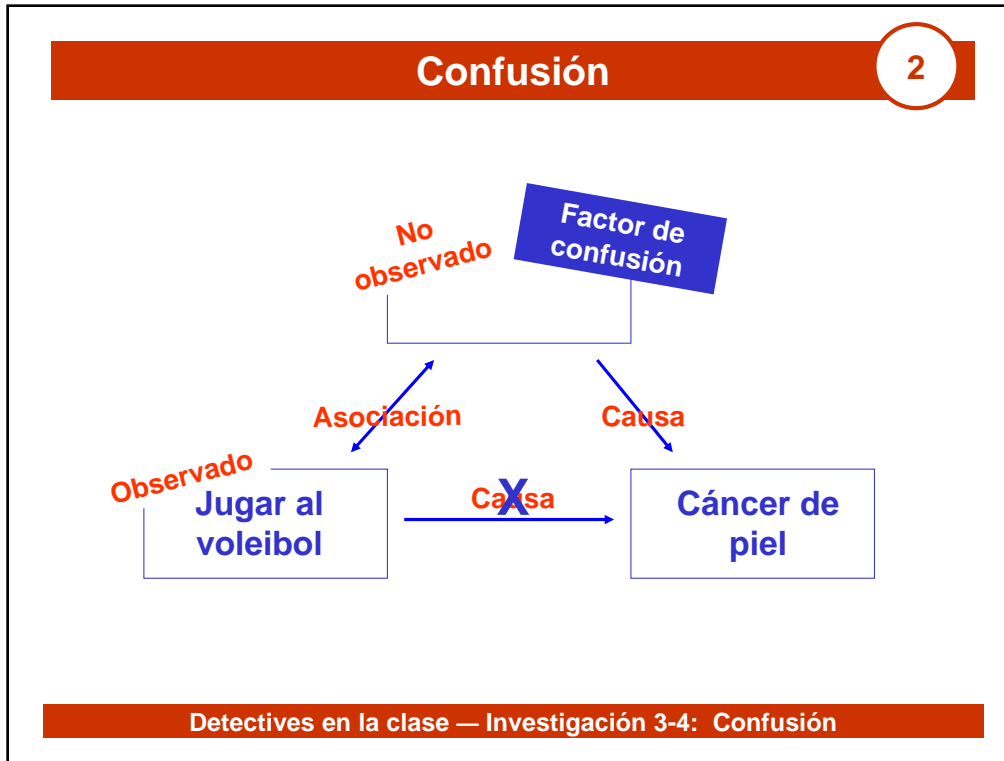 Confusión
2
No
observado
Factor de
confusión
Asociación
Causa
Observado
Jugar al
voleibol
Causa
X
Cáncer de
piel
Detectives en la clase — Investigación 3-4: Confusión